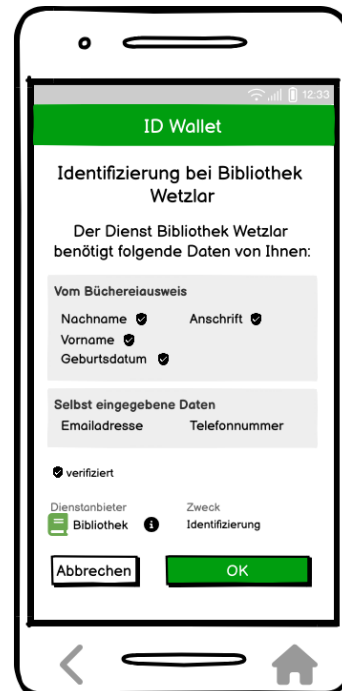 12:33
ID Wallet
Identifizierung bei Bibliothek
Wetzlar
Der Dienst Bibliothek Wetzlar
benötigt folgende Daten von Ihnen:
Vom Büchereiausweis
Nachname Anschrift
Vorname
Geburtsdatum
Selbst eingegebene Daten
Emailadresse Telefonnummer
verifiziert
Dienstanbieter Zweck
Bibliothek Identifizierung
Abbrechen OK